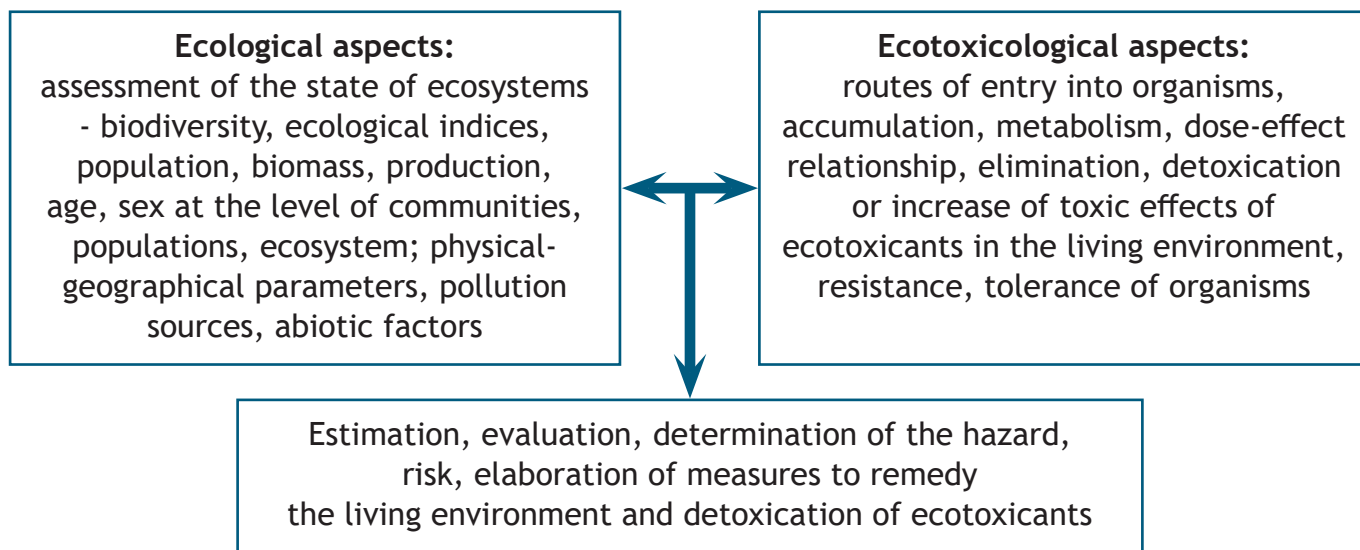 Ecological aspects:
assessment of the state of ecosystems
- biodiversity, ecological indices,
population, biomass, production,
age, sex at the level of communities,
populations, ecosystem; physical-
geographical parameters, pollution
sources, abiotic factors
Ecotoxicological aspects:
routes of entry into organisms,
accumulation, metabolism, dose-effect
relationship, elimination, detoxication
or increase of toxic effects of
ecotoxicants in the living environment,
resistance, tolerance of organisms
Estimation, evaluation, determination of the hazard,
risk, elaboration of measures to remedy
the living environment and detoxication of ecotoxicants